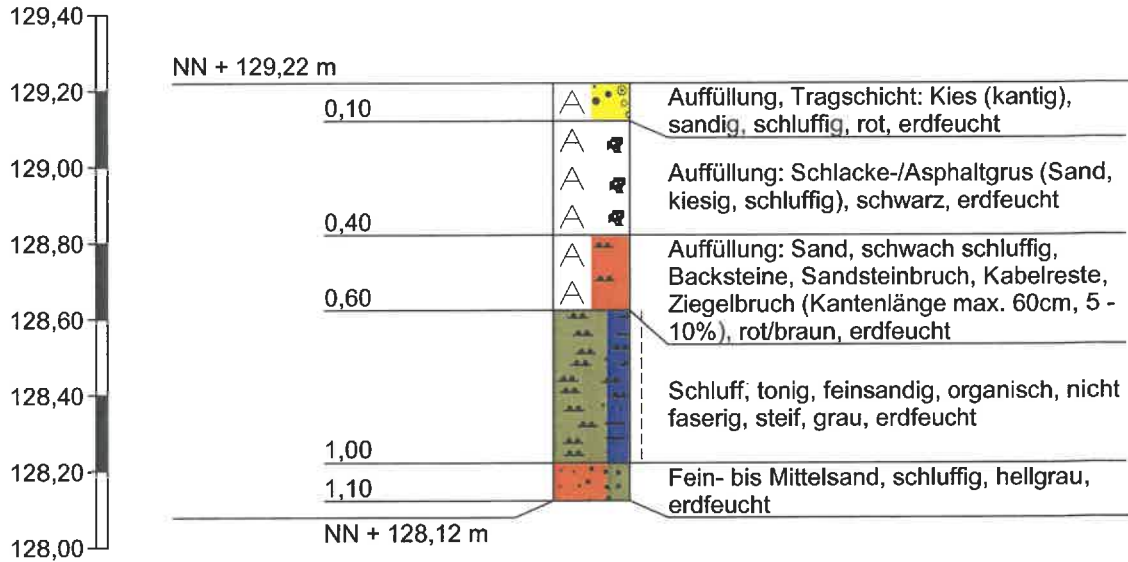 129,40
NN + 129,22 m
129,20
0,10
A
Auffüllung, Tragschicht: Kies (kantig),
sandig, schluffig, rot, erdfeucht
A
129,00
A
Auffüllung: Schlacke-/Asphaltgrus (Sand,
kiesig, schluffig), schwarz, erdfeucht
0,40
A
128,80
A
Auffüllung: Sand, schwach schluffig,
Backsteine, Sandsteinbruch, Kabelreste,
Ziegelbruch (Kantenlänge max. 60cm, 5 -
10%), rot/braun, erdfeucht
0,60
A
128,60
128,40
Schluff, tonig, feinsandig, organisch, nicht
faserig, steif, grau, erdfeucht
1,00
128,20
1,10
Fein- bis Mittelsand, schluffig, hellgrau,
erdfeucht
NN + 128,12 m
128,00